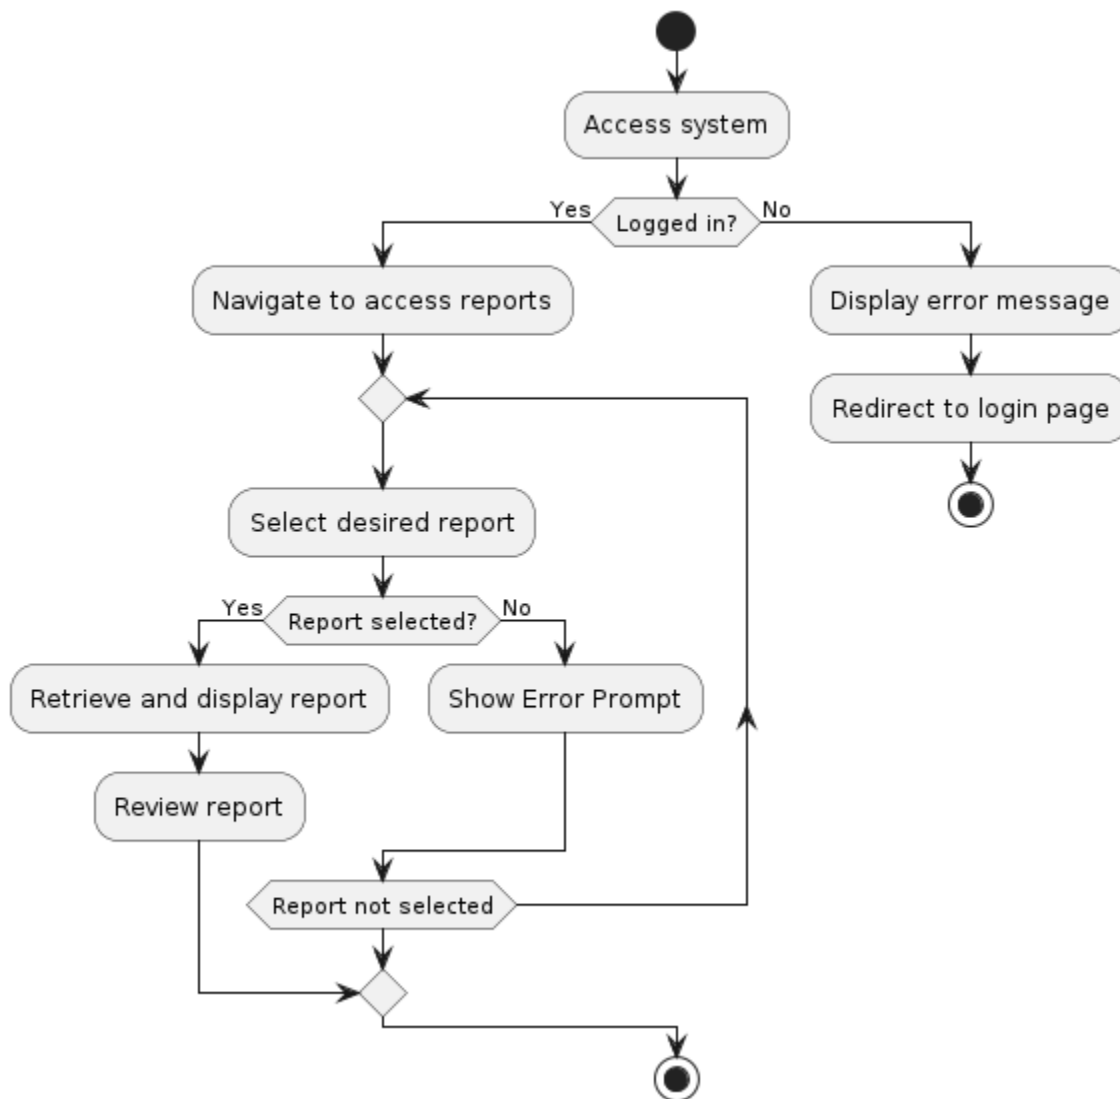 Access system
Yes
Logged in?
No
Navigate to access reports
Display error message
Redirect to login page
Select desired report
Yes
Report selected?
No
Retrieve and display report
Show Error Prompt
Review report
Report not selected